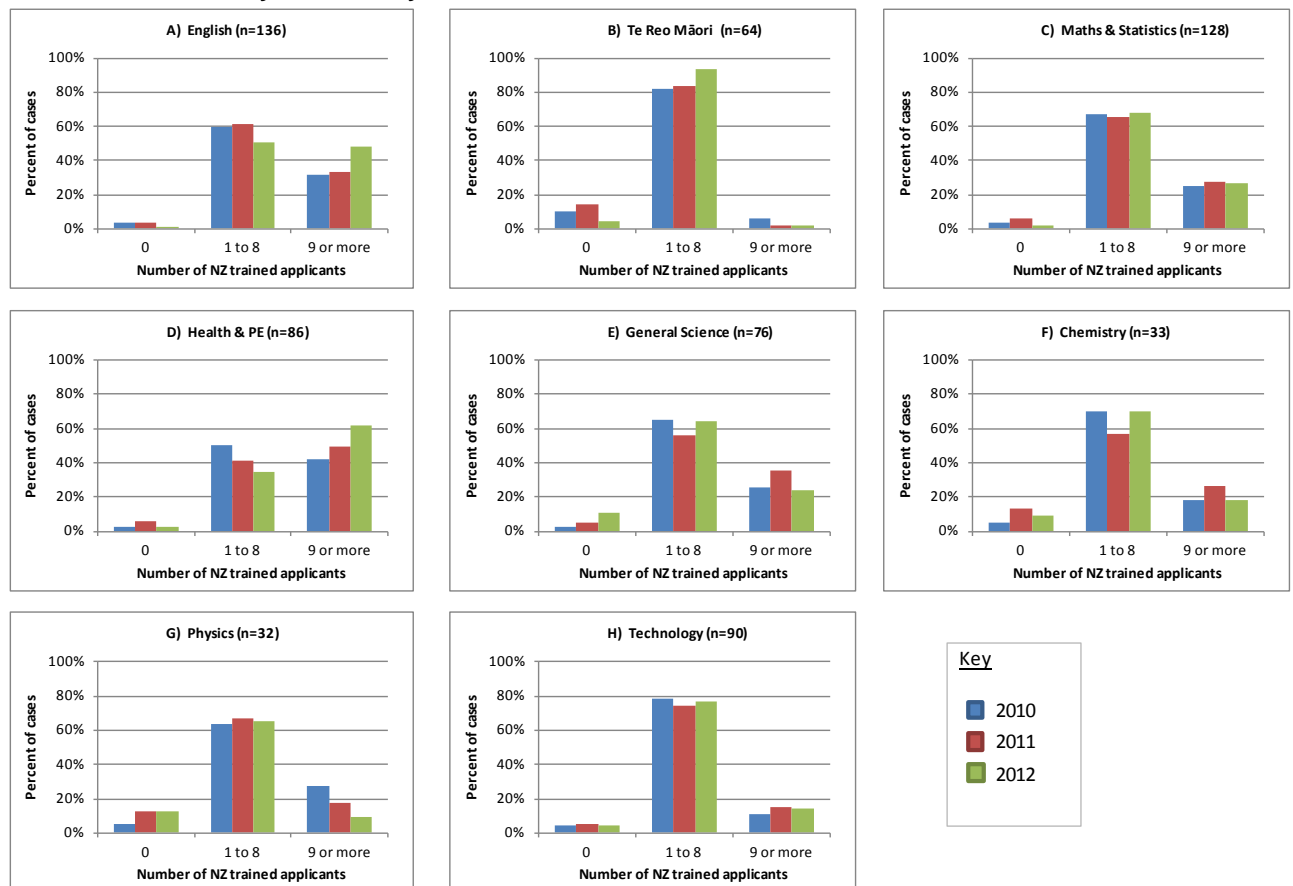 A) English (n=136)
100%
80%
60%
40%
20%
0%
Percent of cases
0
1 to 8
9 or more
Number of NZ trained applicants
B) Te Reo Māori (n=64)
100%
80%
60%
40%
20%
0%
Percent of cases
0
1 to 8
9 or more
Number of NZ trained applicants
C) Maths & Statistics (n=128)
100%
80%
60%
40%
20%
0%
Percent of cases
0
1 to 8
9 or more
Number of NZ trained applicants
D) Health & PE (n=86)
100%
80%
60%
40%
20%
0%
Percent of cases
0
1 to 8
9 or more
Number of NZ trained applicants
E) General Science (n=76)
100%
80%
60%
40%
20%
0%
Percent of cases
0
1 to 8
9 or more
Number of NZ trained applicants
F) Chemistry (n=33)
100%
80%
60%
40%
20%
0%
Percent of cases
0
1 to 8
9 or more
Number of NZ trained applicants
G) Physics (n=32)
100%
80%
60%
40%
20%
0%
Percent of cases
0
1 to 8
9 or more
Number of NZ trained applicants
H) Technology (n=90)
100%
80%
60%
40%
20%
0%
Percent of cases
0
1 to 8
9 or more
Number of NZ trained applicants
Key
2010
2011
2012